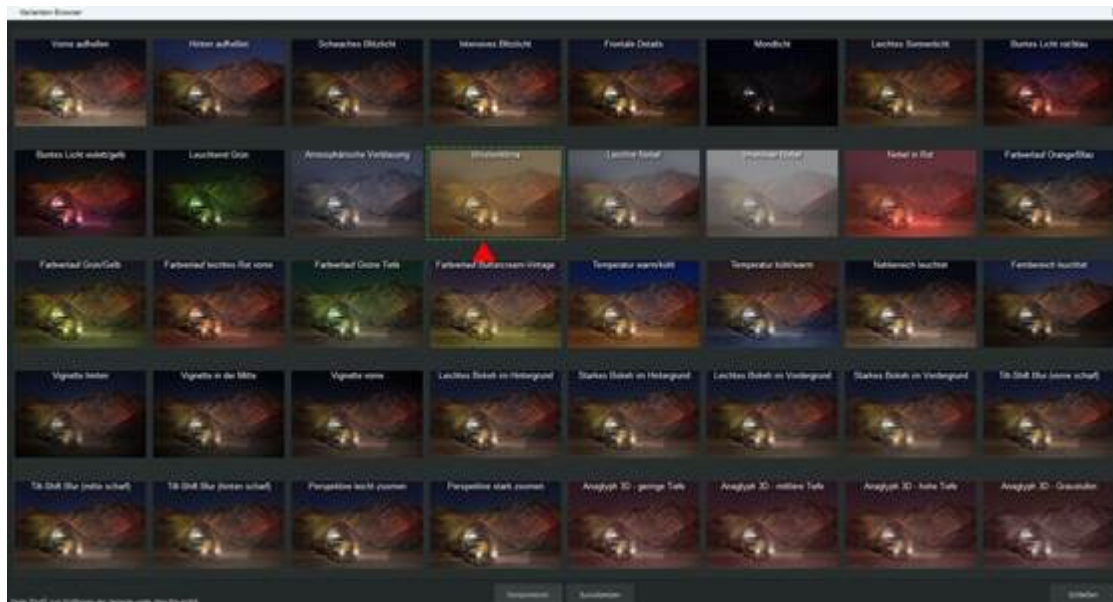 Varianten-Browser
Vorne aufhellen
Hinten aufhellen
Schwaches Blitzlicht
Intensives Blitzlicht
Frontale Details
Mondlicht
Leichtes Sonnenlicht
Buntes Licht rot/blau
Buntes Licht violett/gelb
Leuchtend Grün
Atmosphärische Verblauung
Leichter Nebel
Nebel in Rot
Farbverlauf Orange/Blau
Farbverlauf Grün/Gelb
Farbverlauf leichtes Rot vorne
Farbverlauf Grüne Tiefe
Farbverlauf Buttercream-Vintage
Temperatur warm/kühl
Temperatur kühl/warm
Nahbereich leuchtet
Fernbereich leuchtet
Vignette hinten
Vignette in der Mitte
Vignette vorne
Leichtes Bokeh im Hintergrund
Starkes Bokeh im Hintergrund
Leichtes Bokeh im Vordergrund
Starkes Bokeh im Vordergrund
Tilt-Shift Blur (vorne scharf)
Tilt-Shift Blur (mitte scharf)
Tilt-Shift Blur (hinten scharf)
Perspektive leicht zoomen
Perspektive stark zoomen
Anaglyph 3D - geringe Tiefe
Anaglyph 3D - mittlere Tiefe
Anaglyph 3D - hohe Tiefe
Anaglyph 3D - Graustufen
Schließen